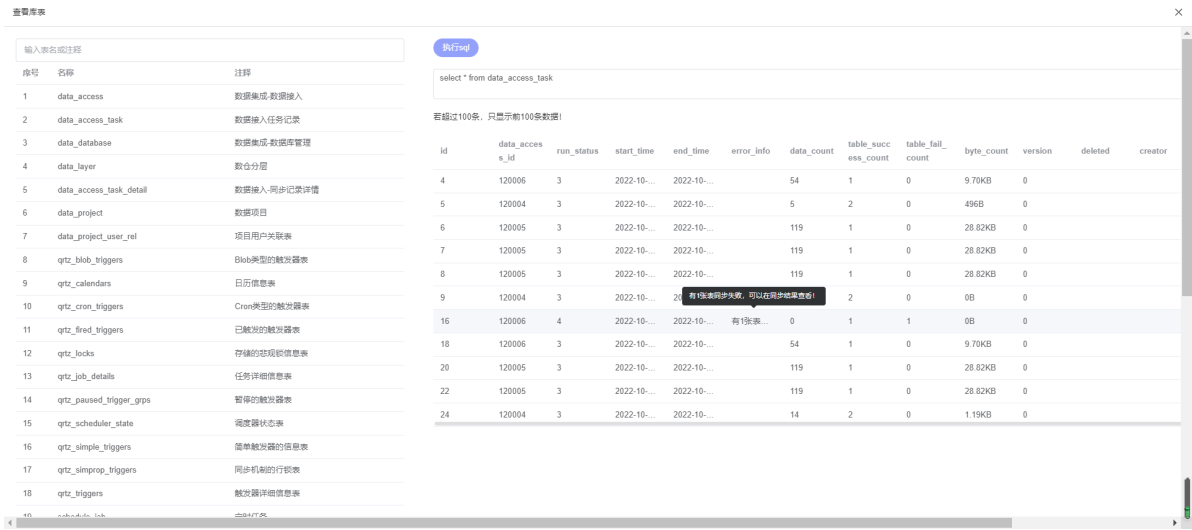 查看库表
输入表名或注释
序号 名称 注释
1 data_access 数据集成-数据接入
2 data_access_task 数据接入任务记录
3 data_database 数据集成-数据库管理
4 data_layer 数仓分层
5 data_access_task_detail 数据接入-同步记录详情
6 data_project 数据项目
7 data_project_user_rel 项目用户关联表
8 qrtz_blob_triggers Blob类型的触发器表
9 qrtz_calendars 日历信息表
10 qrtz_cron_triggers Cron类型的触发器表
11 qrtz_fired_triggers 已触发的触发器表
12 qrtz_locks 存储的悲观锁信息表
13 qrtz_job_details 任务详细信息表
14 qrtz_paused_trigger_grps 暂停的触发器表
15 qrtz_scheduler_state 调度器状态表
16 qrtz_simple_triggers 简单触发器的信息表
17 qrtz_simprop_triggers 同步机制的行锁表
18 qrtz_triggers 触发器详细信息表
19 schedule_job 定时任务
执行sql
select * from data_access_task
若超过100条，只显示前100条数据!
id data_acces s_id run_status start_time end_time error_info data_count table_succ ess_count table_fail_ count byte_count version deleted creator
4 120006 3 2022-10-... 2022-10-... 54 1 0 9.70KB 0
5 120004 3 2022-10-... 2022-10-... 5 2 0 496B 0
6 120005 3 2022-10-... 2022-10-... 119 1 0 28.82KB 0
7 120005 3 2022-10-... 2022-10-... 119 1 0 28.82KB 0
8 120005 3 2022-10-... 2022-10-... 119 1 0 28.82KB 0
有1张表同步失败，可以在同步结果查看!
9 120004 3 2022-10-... 20 2 0 0B 0
16 120006 4 2022-10-... 2022-10-... 有1张表... 0 1 1 0B 0
18 120006 3 2022-10-... 2022-10-... 54 1 0 9.70KB 0
20 120005 3 2022-10-... 2022-10-... 119 1 0 28.82KB 0
22 120005 3 2022-10-... 2022-10-... 119 1 0 28.82KB 0
24 120004 3 2022-10-... 2022-10-... 14 2 0 1.19KB 0